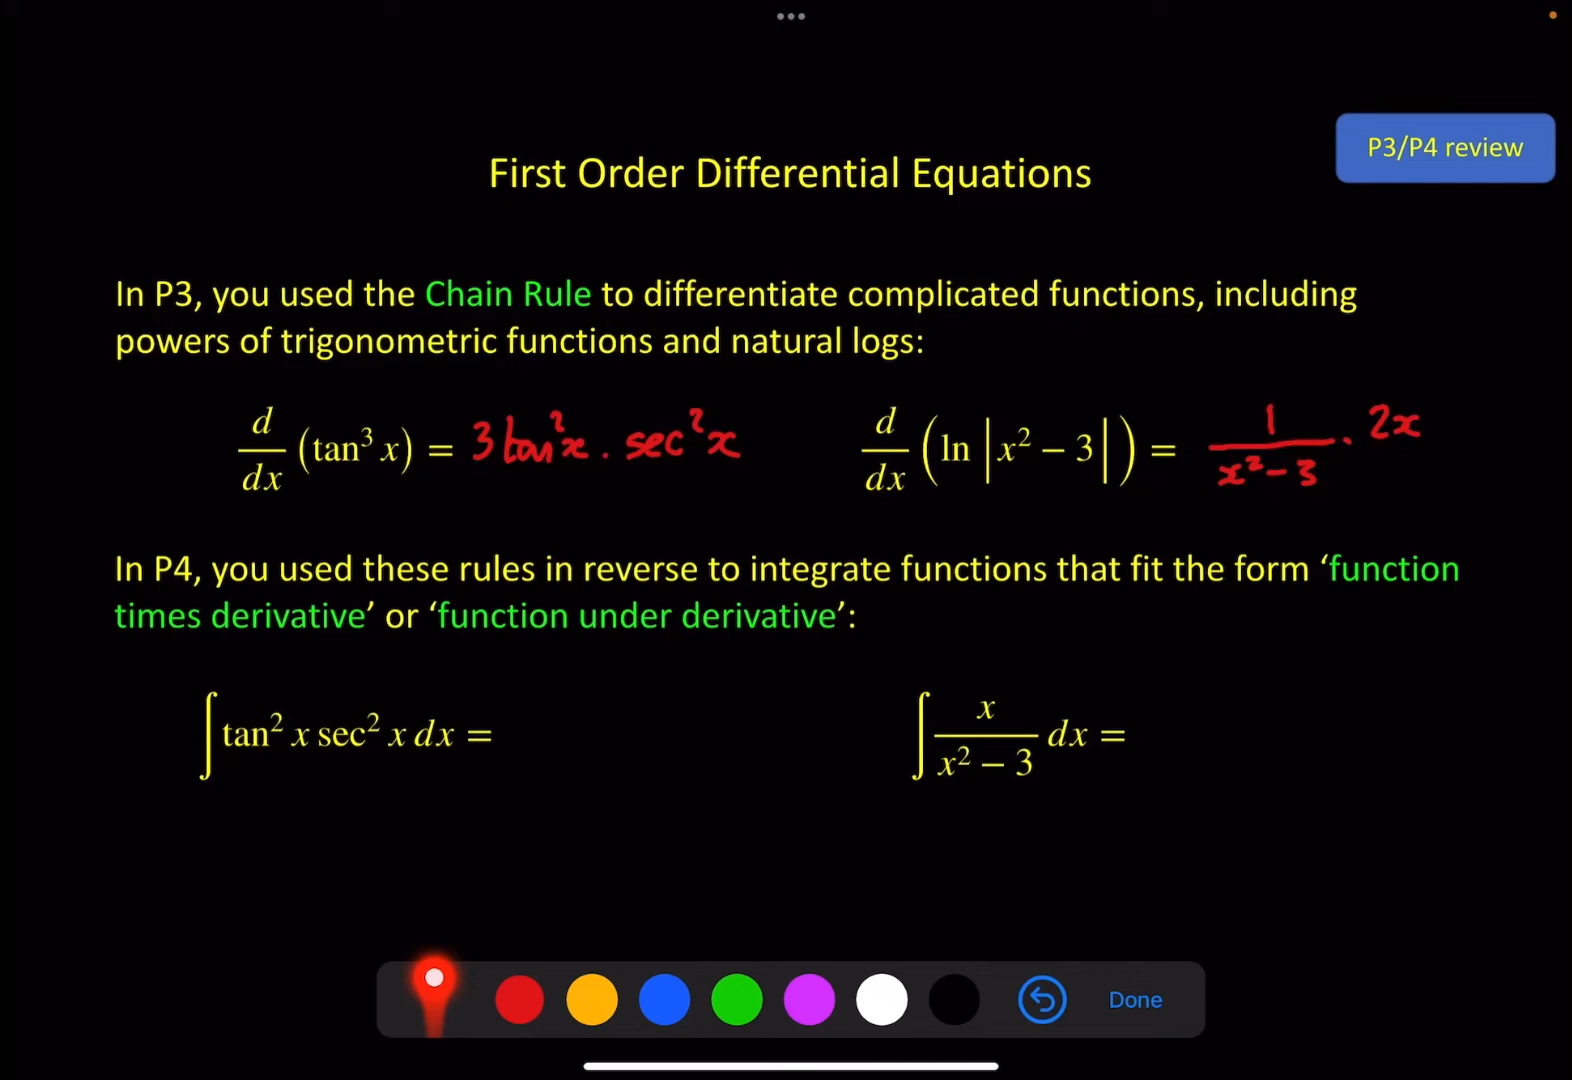 P3/P4 review
First Order Differential Equations
In P3, you used the Chain Rule to differentiate complicated functions, including
powers of trigonometric functions and natural logs:
d/dx (tan³ x) = 3 tan²x . sec²x
d/dx (ln |x² − 3|) = 1/(x² − 3) . 2x
In P4, you used these rules in reverse to integrate functions that fit the form ‘function
times derivative’ or ‘function under derivative’:
∫ tan² x sec² x dx =
∫ x/(x² − 3) dx =
Done